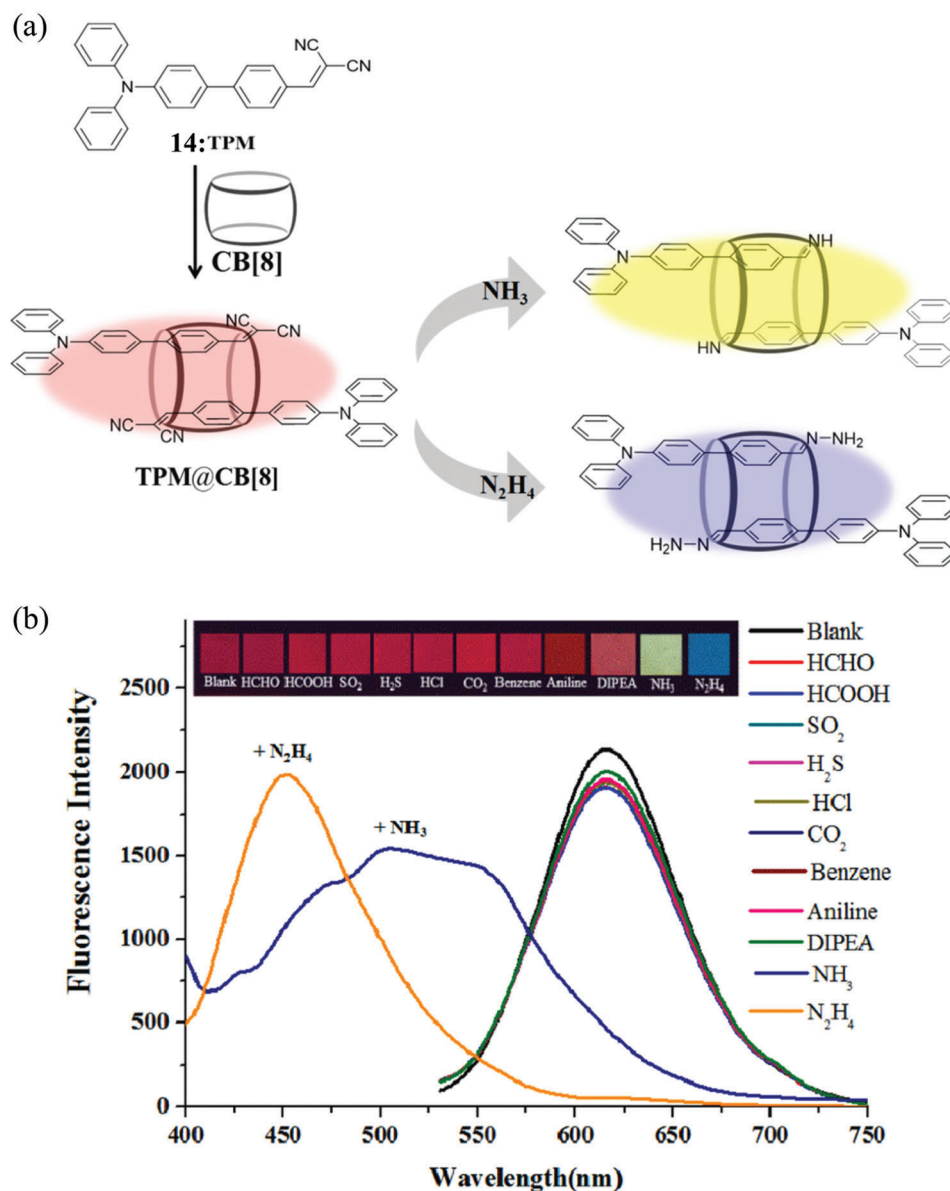 (a)
NC
CN
N
14:TPM
CB[8]
NC
CN
N
NC
CN
N
TPM@CB[8]
NH₃
N₂H₄
NH
N
HN
N
N-NH₂
N
H₂N-N
N
(b)
Blank HCHO HCOOH SO₂ H₂S HCl CO₂ Benzene Aniline DIPEA NH₃ N₂H₄
+ N₂H₄
+ NH₃
Blank
HCHO
HCOOH
SO₂
H₂S
HCl
CO₂
Benzene
Aniline
DIPEA
NH₃
N₂H₄
Fluorescence Intensity
2500
2000
1500
1000
500
0
400 450 500 550 600 650 700 750
Wavelength(nm)